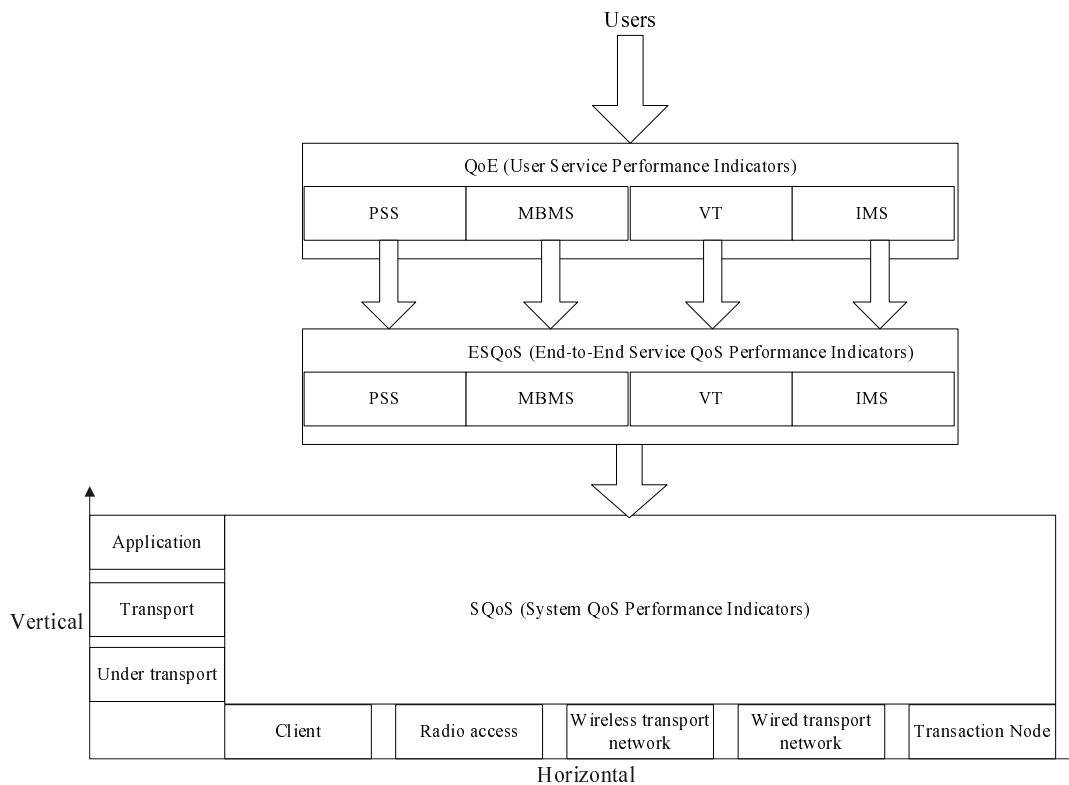 Users
QoE (User Service Performance Indicators)
PSS
MBMS
VT
IMS
ESQoS (End-to-End Service QoS Performance Indicators)
PSS
MBMS
VT
IMS
Application
Transport
Under transport
Vertical
SQoS (System QoS Performance Indicators)
Client
Radio access
Wireless transport
network
Wired transport
network
Transaction Node
Horizontal